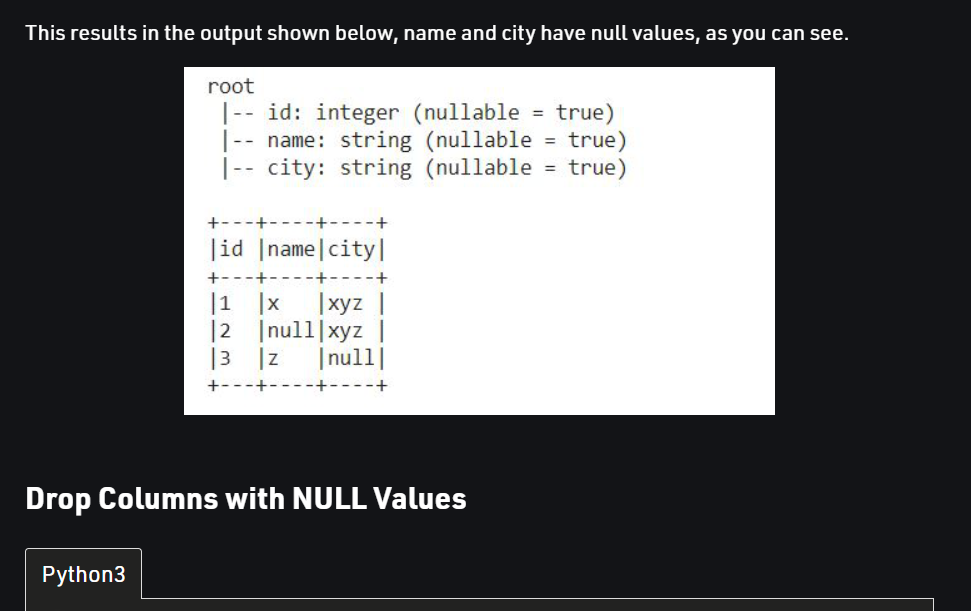 This results in the output shown below, name and city have null values, as you can see.
root
 |-- id: integer (nullable = true)
 |-- name: string (nullable = true)
 |-- city: string (nullable = true)
+---+----+----+
|id |name|city|
+---+----+----+
|1  |x   |xyz |
|2  |null|xyz |
|3  |z   |null|
+---+----+----+
Drop Columns with NULL Values
Python3